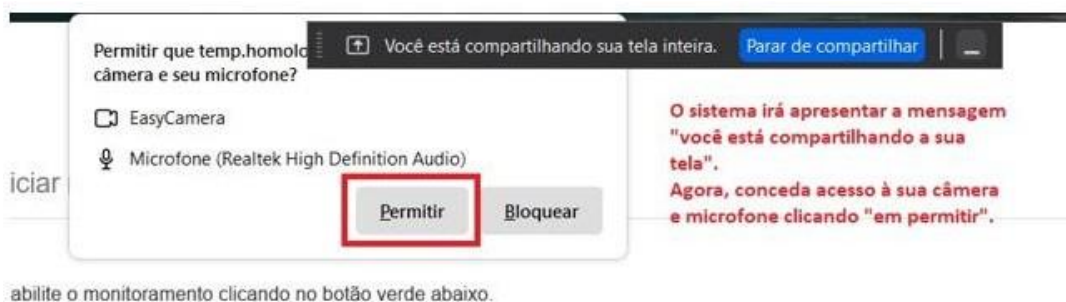 Permitir que temp.homolo
câmera e seu microfone?
Você está compartilhando sua tela inteira.
Parar de compartilhar
EasyCamera
Microfone (Realtek High Definition Audio)
iciar
Permitir
Bloquear
O sistema irá apresentar a mensagem
"você está compartilhando a sua
tela".
Agora, conceda acesso à sua câmera
e microfone clicando "em permitir".
abilite o monitoramento clicando no botão verde abaixo.